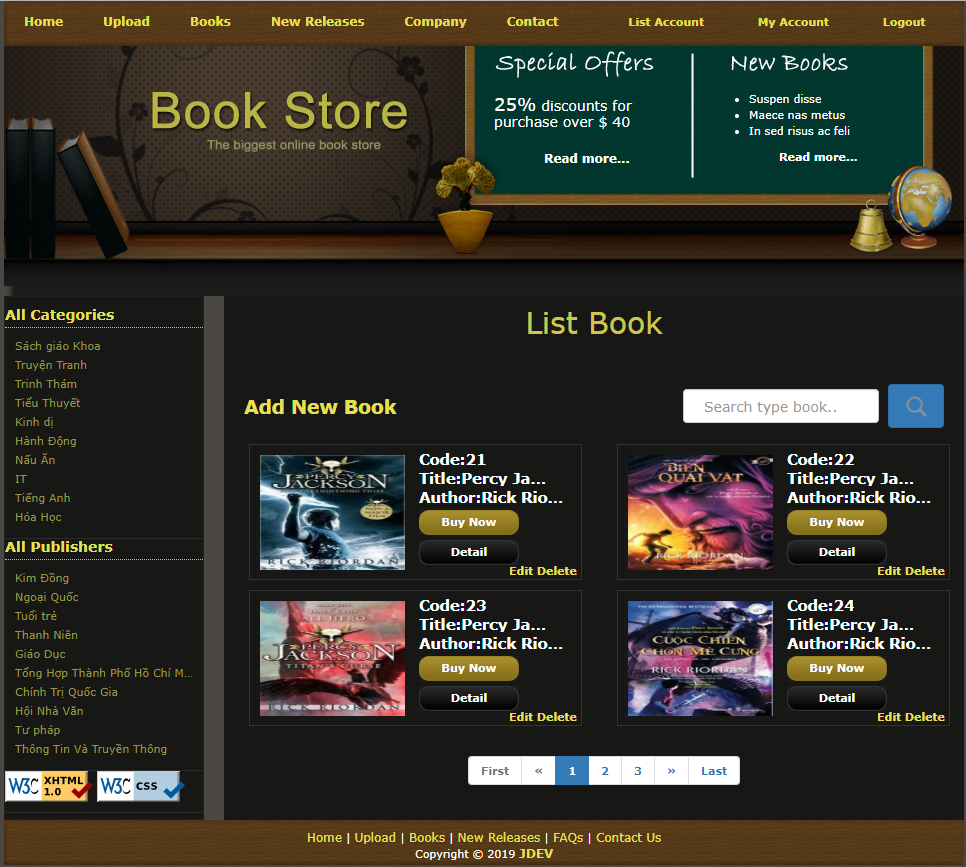 Home Upload Books New Releases Company Contact List Account My Account Logout
Book Store
The biggest online book store
Special Offers
25% discounts for
purchase over $ 40
Read more...
New Books
Suspen disse
Maece nas metus
In sed risus ac feli
Read more...
All Categories
Sách giáo Khoa
Truyện Tranh
Trinh Thám
Tiểu Thuyết
Kinh dị
Hành Động
Nấu Ăn
IT
Tiếng Anh
Hóa Học
All Publishers
Kim Đồng
Ngoại Quốc
Tuổi trẻ
Thanh Niên
Giáo Dục
Tổng Hợp Thành Phố Hồ Chí M...
Chính Trị Quốc Gia
Hội Nhà Văn
Tư pháp
Thông Tin Và Truyền Thông
W3C XHTML 1.0
W3C CSS
List Book
Add New Book
Search type book..
PERCY
JACKSON
RICK RIORDAN
Code:21
Title:Percy Ja...
Author:Rick Rio...
Buy Now
Detail
Edit Delete
BIỂN
QUÁI VẬT
RICK RIORDAN
Code:22
Title:Percy Ja...
Author:Rick Rio...
Buy Now
Detail
Edit Delete
PERCY
JACKSON
TITAN'S CURSE
RICK RIORDAN
Code:23
Title:Percy Ja...
Author:Rick Rio...
Buy Now
Detail
Edit Delete
CUỘC CHIẾN
CHỐN MÊ CUNG
RICK RIORDAN
Code:24
Title:Percy Ja...
Author:Rick Rio...
Buy Now
Detail
Edit Delete
First « 1 2 3 » Last
Home | Upload | Books | New Releases | FAQs | Contact Us
Copyright © 2019 JDEV